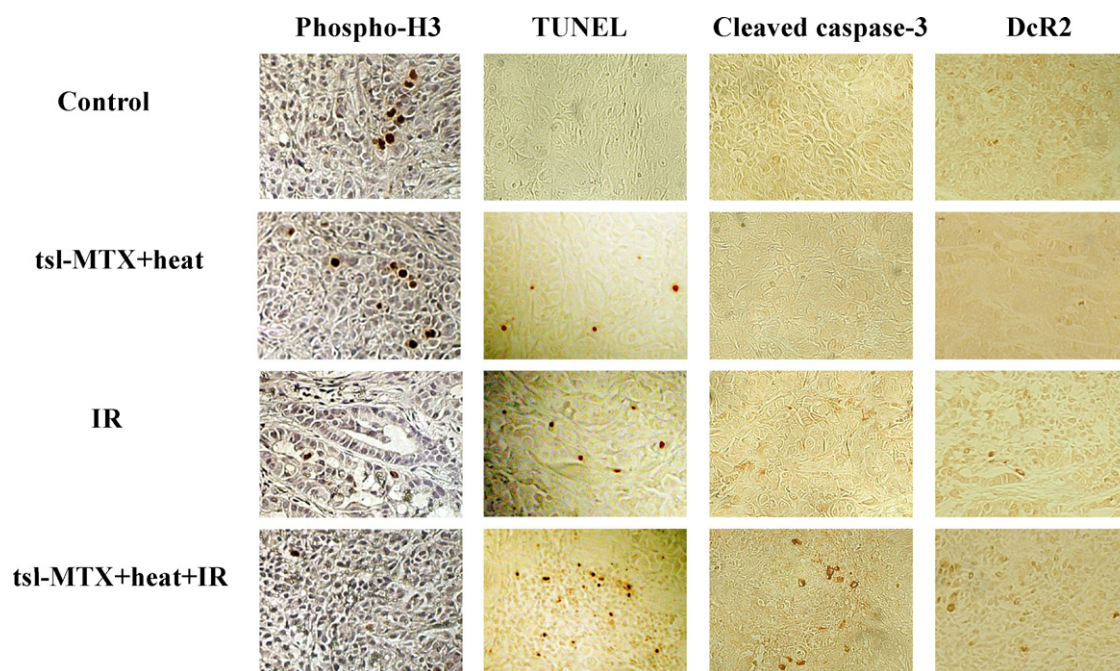 Phospho-H3 TUNEL Cleaved caspase-3 DcR2
Control
tsl-MTX+heat
IR
tsl-MTX+heat+IR